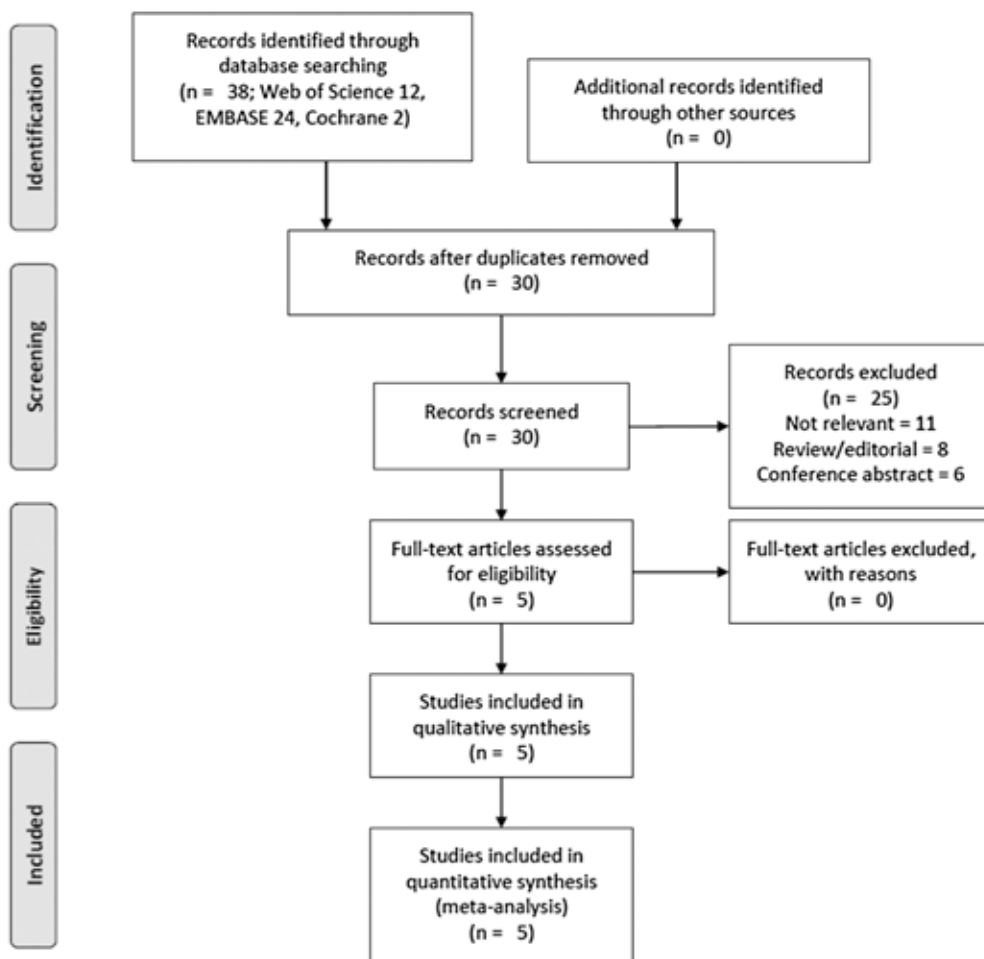 Identification
Records identified through
database searching
(n = 38; Web of Science 12,
EMBASE 24, Cochrane 2)
Additional records identified
through other sources
(n = 0)
Records after duplicates removed
(n = 30)
Screening
Records screened
(n = 30)
Records excluded
(n = 25)
Not relevant = 11
Review/editorial = 8
Conference abstract = 6
Eligibility
Full-text articles assessed
for eligibility
(n = 5)
Full-text articles excluded,
with reasons
(n = 0)
Studies included in
qualitative synthesis
(n = 5)
Included
Studies included in
quantitative synthesis
(meta-analysis)
(n = 5)